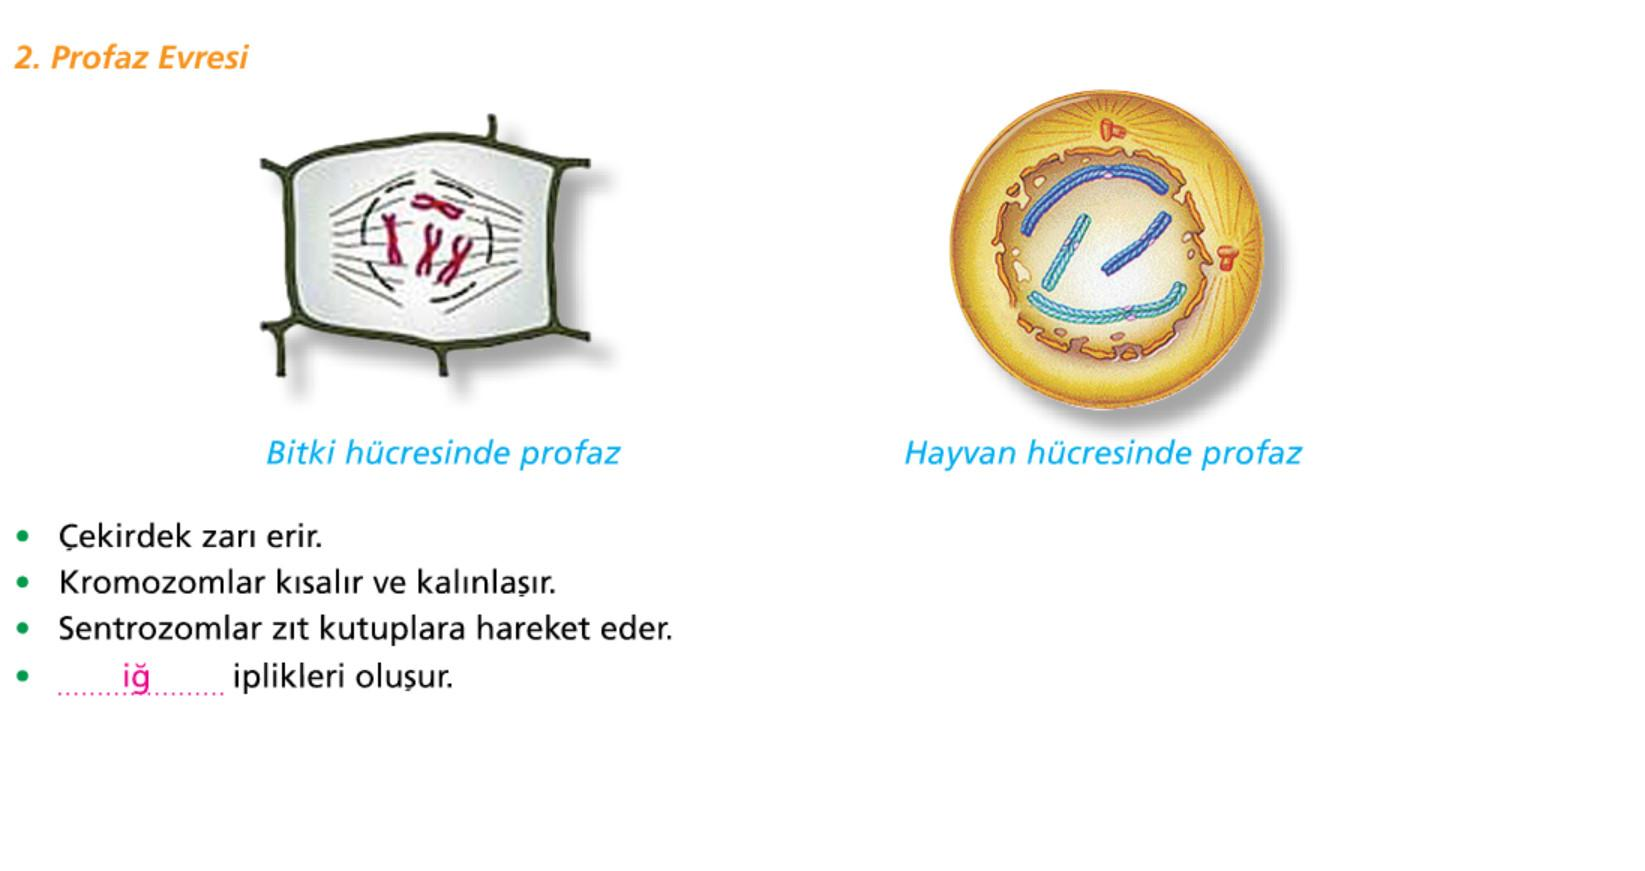 2. Profaz Evresi
Bitki hücresinde profaz
Hayvan hücresinde profaz
• Çekirdek zarı erir.
• Kromozomlar kısalır ve kalınlaşır.
• Sentrozomlar zıt kutuplara hareket eder.
• iğ iplikleri oluşur.